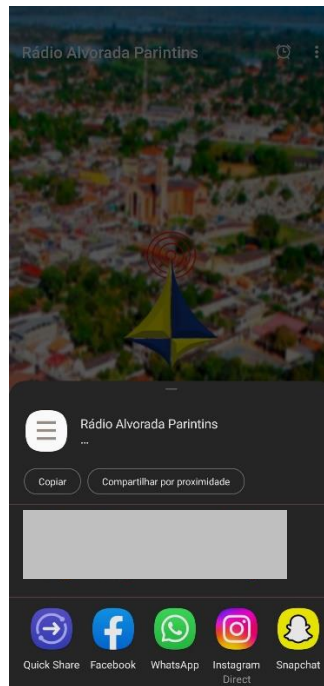 Rádio Alvorada Parintins
Rádio Alvorada Parintins
...
Copiar
Compartilhar por proximidade
Quick Share
Facebook
WhatsApp
Instagram
Direct
Snapchat